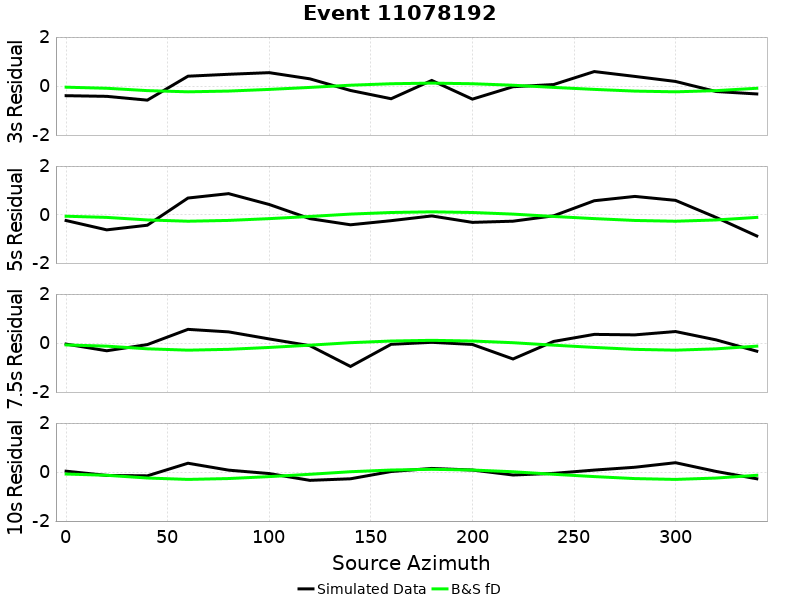 Event 11078192
3s Residual
2
0
-2
5s Residual
2
0
-2
7.5s Residual
2
0
-2
10s Residual
2
0
-2
0 50 100 150 200 250 300
Source Azimuth
Simulated Data B&S fD